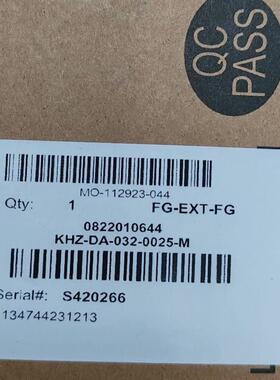 QC
PASS
MO-112923-044
Qty: 1 FG-EXT-FG
0822010644
KHZ-DA-032-0025-M
Serial#: S420266
134744231213